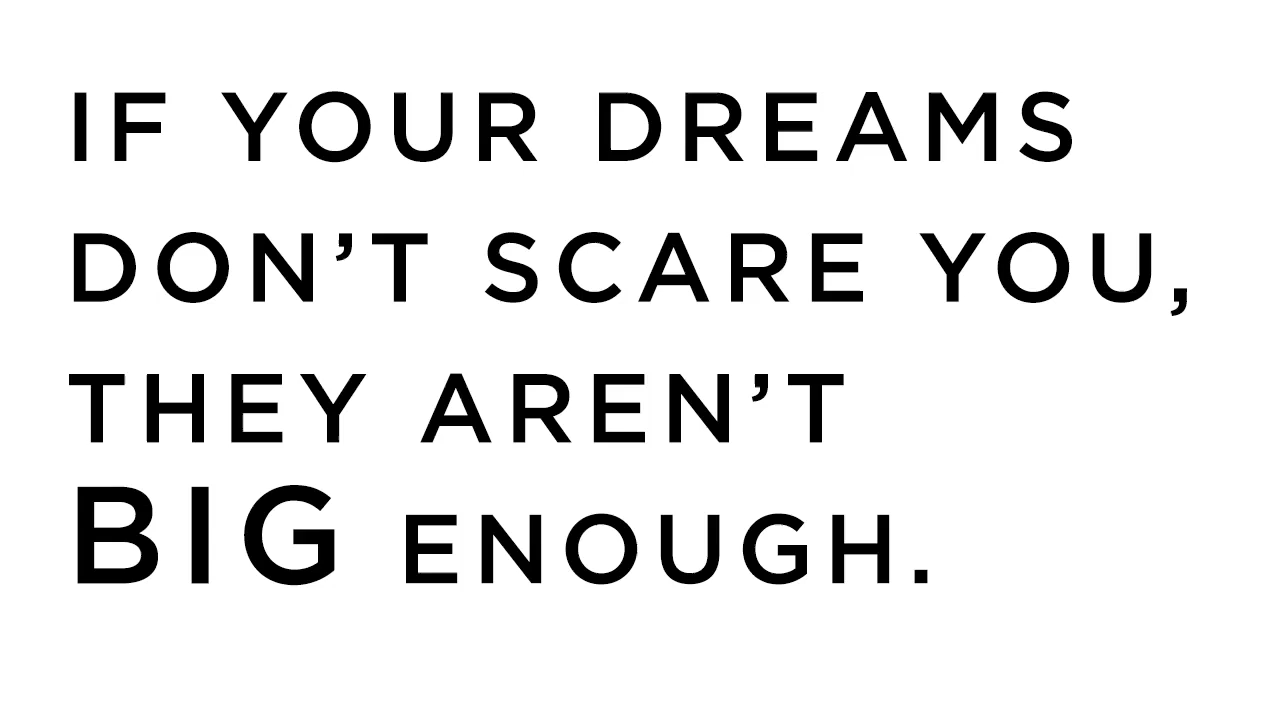 IF YOUR DREAMS
DON’T SCARE YOU,
THEY AREN’T
BIG ENOUGH.